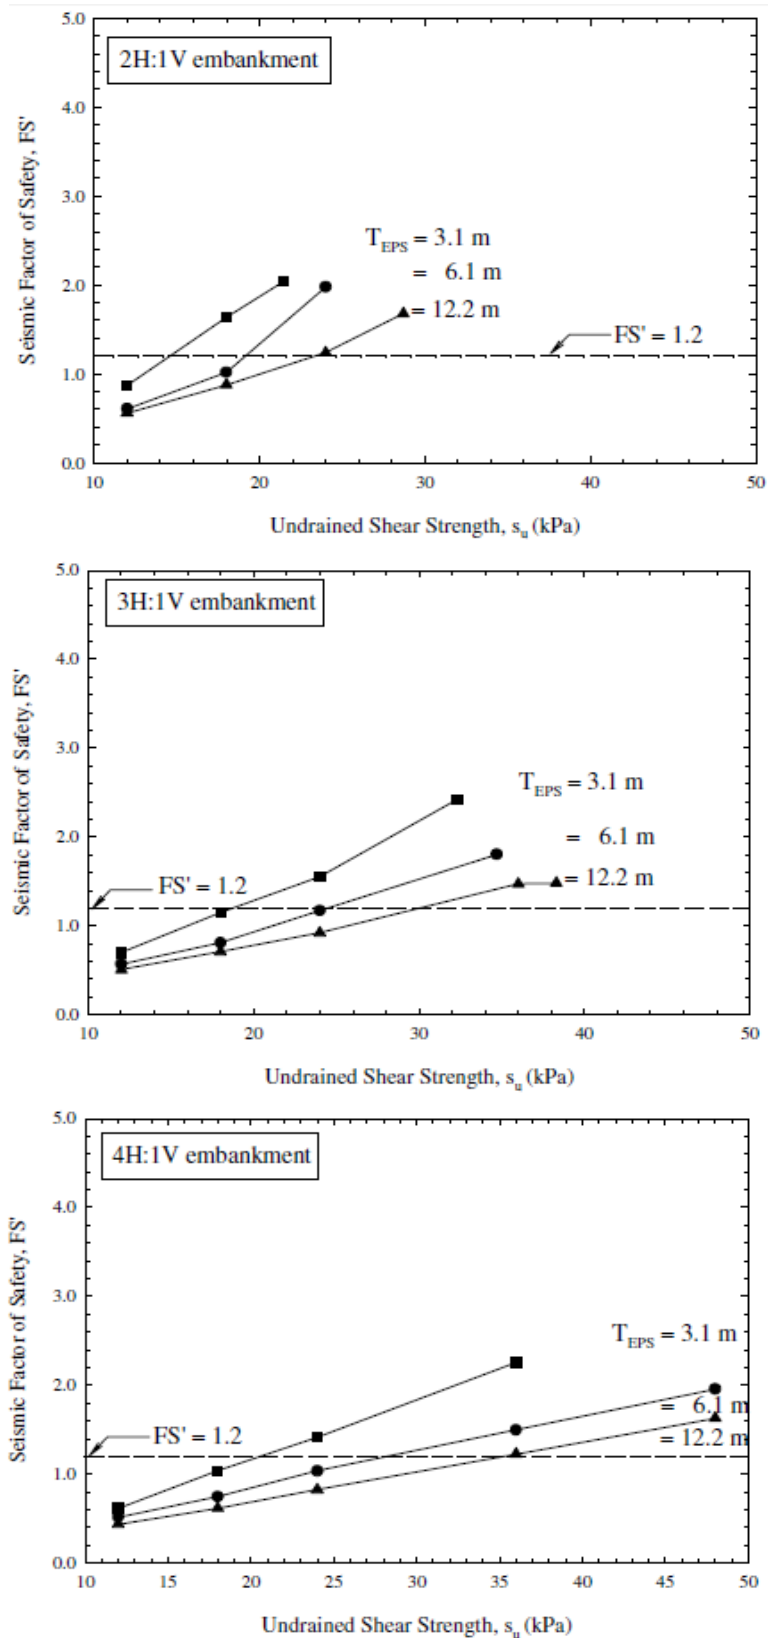 2H:1V embankment
Seismic Factor of Safety, FS'
5.0
4.0
3.0
2.0
1.0
0.0
T_EPS = 3.1 m
= 6.1 m
= 12.2 m
FS' = 1.2
10 20 30 40 50
Undrained Shear Strength, s_u (kPa)
3H:1V embankment
Seismic Factor of Safety, FS'
5.0
4.0
3.0
2.0
1.0
0.0
T_EPS = 3.1 m
= 6.1 m
= 12.2 m
FS' = 1.2
10 20 30 40 50
Undrained Shear Strength, s_u (kPa)
4H:1V embankment
Seismic Factor of Safety, FS'
5.0
4.0
3.0
2.0
1.0
0.0
T_EPS = 3.1 m
= 6.1 m
= 12.2 m
FS' = 1.2
10 15 20 25 30 35 40 45 50
Undrained Shear Strength, s_u (kPa)